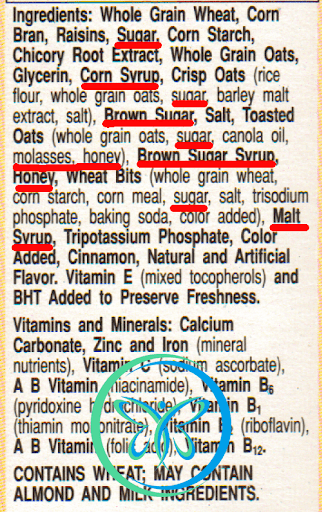 Ingredients: Whole Grain Wheat, Corn
Bran, Raisins, Sugar, Corn Starch,
Chicory Root Extract, Whole Grain Oats,
Glycerin, Corn Syrup, Crisp Oats (rice
flour, whole grain oats, sugar, barley malt
extract, salt), Brown Sugar, Salt, Toasted
Oats (whole grain oats, sugar, canola oil,
molasses, honey), Brown Sugar Syrup,
Honey, Wheat Bits (whole grain wheat,
corn starch, corn meal, sugar, salt, trisodium
phosphate, baking soda, color added), Malt
Syrup, Tripotassium Phosphate, Color
Added, Cinnamon, Natural and Artificial
Flavor. Vitamin E (mixed tocopherols) and
BHT Added to Preserve Freshness.
Vitamins and Minerals: Calcium
Carbonate, Zinc and Iron (mineral
nutrients), Vitamin C (sodium ascorbate),
A B Vitamin (niacinamide), Vitamin B6
(pyridoxine hydrochloride), Vitamin B1
(thiamin mononitrate), Vitamin (riboflavin),
A B Vitamin (folic acid), Vitamin B12.
CONTAINS WHEAT; MAY CONTAIN
ALMOND AND MILK INGREDIENTS.